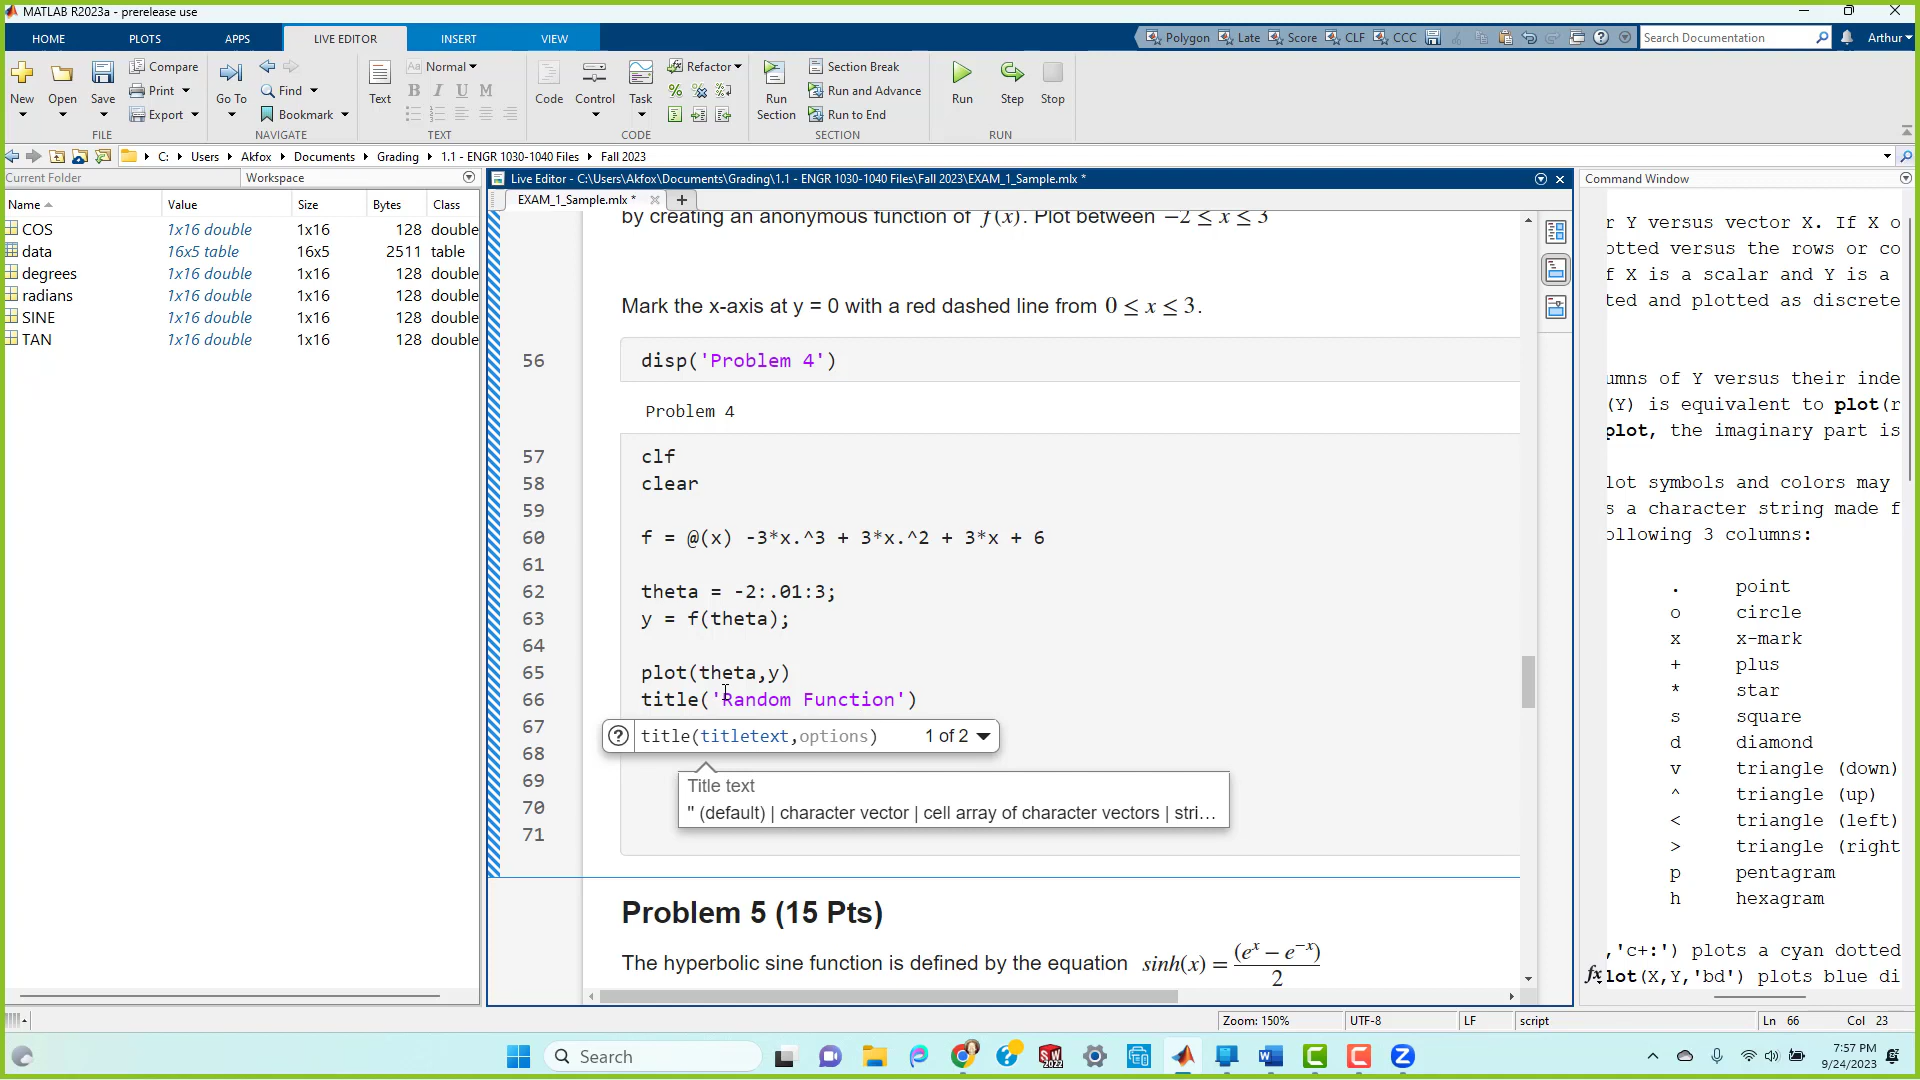 MATLAB R2023a - prerelease use
HOME PLOTS APPS LIVE EDITOR INSERT VIEW
Polygon Late Score CLF CCC Search Documentation Arthur
New Open Save Compare Print Export
FILE
Go To Find Bookmark
NAVIGATE
Text Aa Normal B I U M
TEXT
Code Control Task Refactor
CODE
Run Section Section Break Run and Advance Run to End
SECTION
Run Step Stop
RUN
C: Users Akfox Documents Grading 1.1 - ENGR 1030-1040 Files Fall 2023
Current Folder Workspace
Name Value Size Bytes Class
COS 1x16 double 1x16 128 double
data 16x5 table 16x5 2511 table
degrees 1x16 double 1x16 128 double
radians 1x16 double 1x16 128 double
SINE 1x16 double 1x16 128 double
TAN 1x16 double 1x16 128 double
Live Editor - C:\Users\Akfox\Documents\Grading\1.1 - ENGR 1030-1040 Files\Fall 2023\EXAM_1_Sample.mlx *
EXAM_1_Sample.mlx *
by creating an anonymous function of f(x). Plot between −2 ≤ x ≤ 3
Mark the x-axis at y = 0 with a red dashed line from 0 ≤ x ≤ 3.
56 disp('Problem 4')
Problem 4
57 clf
58 clear
59
60 f = @(x) -3*x.^3 + 3*x.^2 + 3*x + 6
61
62 theta = -2:.01:3;
63 y = f(theta);
64
65 plot(theta,y)
66 title('Random Function')
67
title(titletext,options) 1 of 2
68
69
Title text
'' (default) | character vector | cell array of character vectors | stri…
70
71
Problem 5 (15 Pts)
The hyperbolic sine function is defined by the equation sinh(x) = (eˣ − e⁻ˣ)/2
Command Window
r Y versus vector X. If X o
otted versus the rows or co
f X is a scalar and Y is a
ted and plotted as discrete
umns of Y versus their inde
(Y) is equivalent to plot(r
plot, the imaginary part is
lot symbols and colors may
s a character string made f
ollowing 3 columns:
. point
o circle
x x-mark
+ plus
* star
s square
d diamond
v triangle (down)
^ triangle (up)
< triangle (left)
> triangle (right
p pentagram
h hexagram
,'c+:') plots a cyan dotted
fx lot(X,Y,'bd') plots blue di
Zoom: 150% UTF-8 LF script Ln 66 Col 23
Search
SW 2022
7:57 PM
9/24/2023